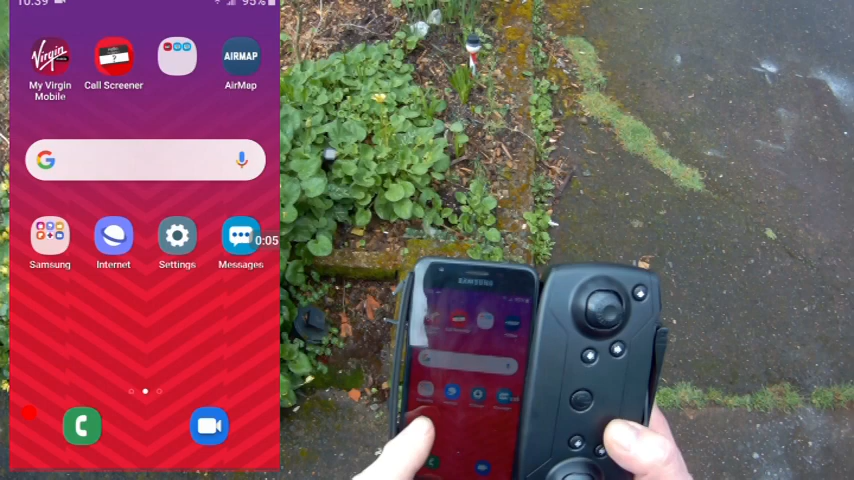 10:39
95%
Virgin
?
AIRMAP
My Virgin
Mobile
Call Screener
AirMap
G
Samsung
Internet
Settings
Messages
0:05
SAMSUNG